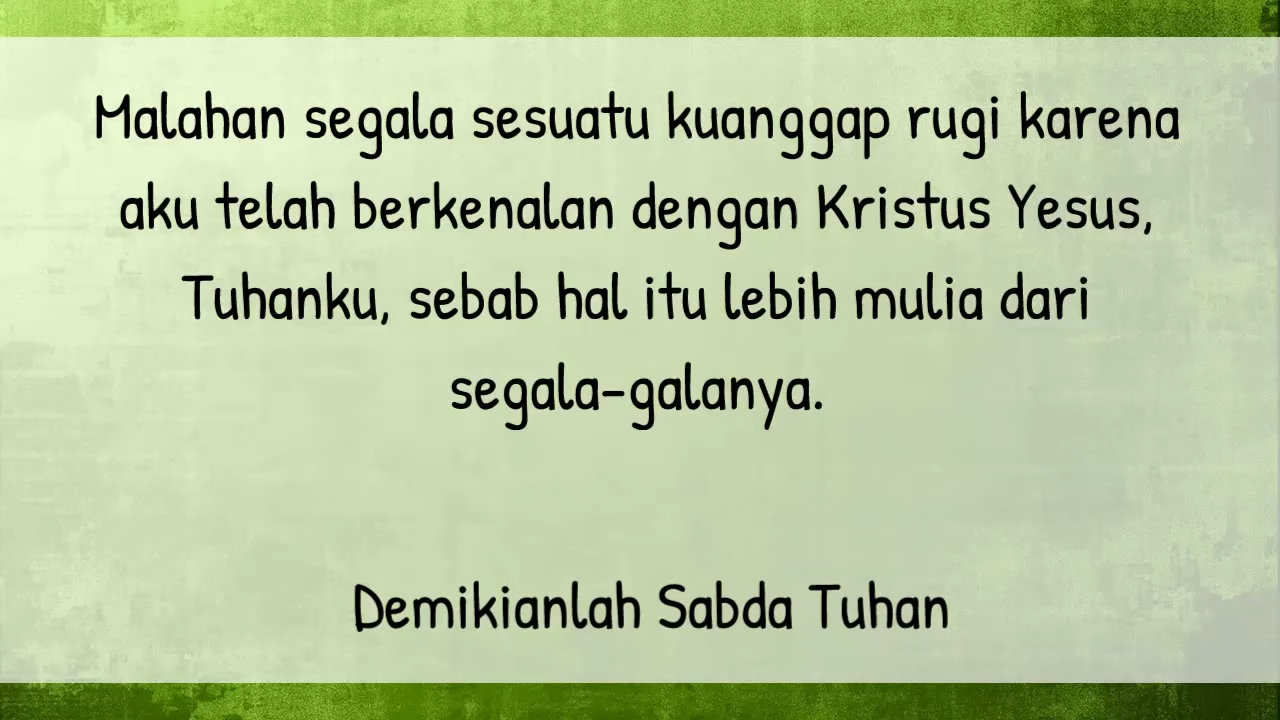 Malahan segala sesuatu kuanggap rugi karena
aku telah berkenalan dengan Kristus Yesus,
Tuhanku, sebab hal itu lebih mulia dari
segala-galanya.
Demikianlah Sabda Tuhan